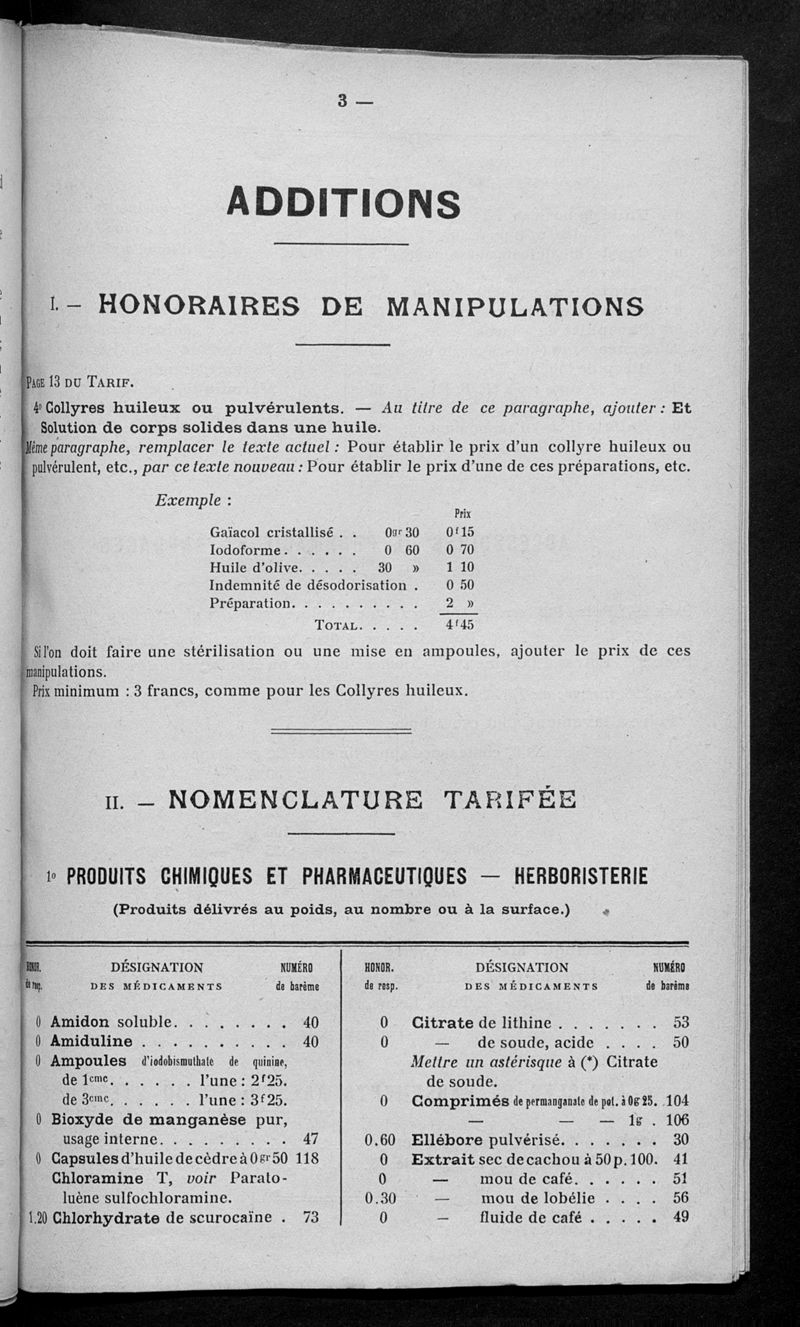 3 —
ADDITIONS
I. — HONORAIRES DE MANIPULATIONS
PAGE 13 DU TARIF.
4º Collyres huileux ou pulvérulents. — Au titre de ce paragraphe, ajouter : Et
Solution de corps solides dans une huile.
Même paragraphe, remplacer le texte actuel : Pour établir le prix d'un collyre huileux ou
pulvérulent, etc., par ce texte nouveau : Pour établir le prix d'une de ces préparations, etc.
Exemple :
Prix
Gaïacol cristallisé . . 0gr 30 0f15
Iodoforme. . . . . . 0 60 0 70
Huile d'olive. . . . . 30 » 1 10
Indemnité de désodorisation . 0 50
Préparation. . . . . . . . . . 2 »
TOTAL. . . . . 4f45
Si l'on doit faire une stérilisation ou une mise en ampoules, ajouter le prix de ces
manipulations.
Prix minimum : 3 francs, comme pour les Collyres huileux.
II. — NOMENCLATURE TARIFÉE
1º PRODUITS CHIMIQUES ET PHARMACEUTIQUES — HERBORISTERIE
(Produits délivrés au poids, au nombre ou à la surface.)
HONOR. DÉSIGNATION NUMÉRO
de resp. DES MÉDICAMENTS de barème
0 Amidon soluble. . . . . . . . 40
0 Amiduline . . . . . . . . . . 40
0 Ampoules d'iodobismuthate de quinine,
de 1cmc. . . . . . l'une : 2f25.
de 3cmc. . . . . . l'une : 3f25.
0 Bioxyde de manganèse pur,
usage interne. . . . . . . . . 47
0 Capsules d'huile de cèdre à 0gr50 118
Chloramine T, voir Parato-
luène sulfochloramine.
1.20 Chlorhydrate de scurocaïne . 73
HONOR. DÉSIGNATION NUMÉRO
de resp. DES MÉDICAMENTS de barème
0 Citrate de lithine . . . . . . . 53
0 — de soude, acide . . . . 50
Mettre un astérisque à (*) Citrate
de soude.
0 Comprimés de permanganate de pot. à 0gr25. 104
— — — 1gr . 106
0.60 Ellébore pulvérisé. . . . . . . 30
0 Extrait sec de cachou à 50 p. 100. 41
0 — mou de café. . . . . . 51
0.30 — mou de lobélie . . . . 56
0 — fluide de café . . . . . 49